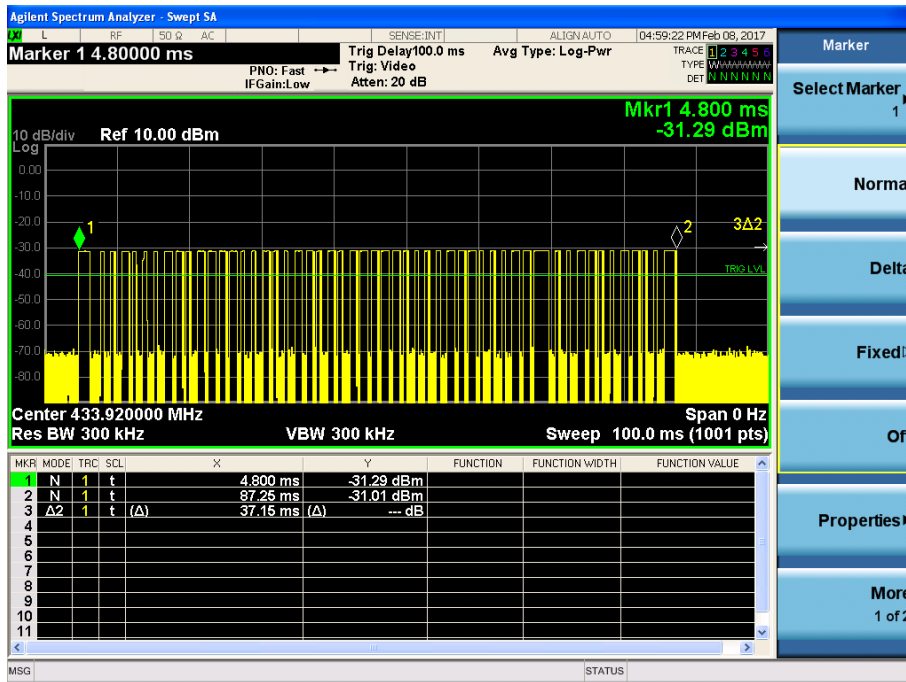 Agilent Spectrum Analyzer - Swept SA
LXI L RF 50 Ω AC SENSE:INT ALIGN AUTO 04:59:22 PM Feb 08, 2017
Marker 1 4.80000 ms
Trig Delay100.0 ms Avg Type: Log-Pwr TRACE 1 2 3 4 5 6
PNO: Fast Trig: Video TYPE WWWWWW
IFGain:Low Atten: 20 dB DET N N N N N N
Mkr1 4.800 ms
10 dB/div Ref 10.00 dBm -31.29 dBm
Log
0.00
-10.0
-20.0
1 2 3Δ2
-30.0
TRIG LVL
-40.0
-50.0
-60.0
-70.0
-80.0
Center 433.920000 MHz Span 0 Hz
Res BW 300 kHz VBW 300 kHz Sweep 100.0 ms (1001 pts)
MKR MODE TRC SCL X Y FUNCTION FUNCTION WIDTH FUNCTION VALUE
1 N 1 t 4.800 ms -31.29 dBm
2 N 1 t 87.25 ms -31.01 dBm
3 Δ2 1 t (Δ) 37.15 ms (Δ) --- dB
4
5
6
7
8
9
10
11
MSG STATUS
Marker
Select Marker
1
Norma
Delta
Fixed
Of
Properties
More
1 of 2